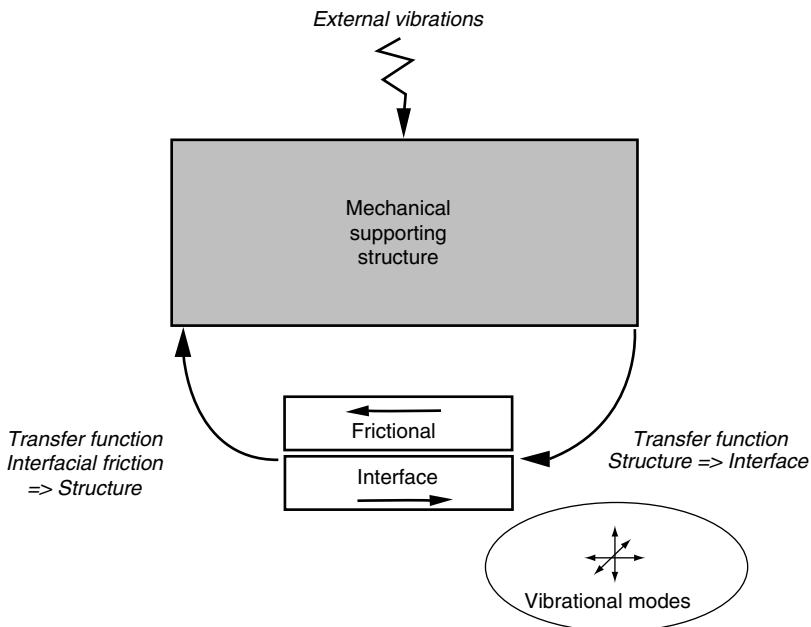 External vibrations
Mechanical
supporting
structure
Frictional
Interface
Transfer function
Interfacial friction
=> Structure
Transfer function
Structure => Interface
Vibrational modes